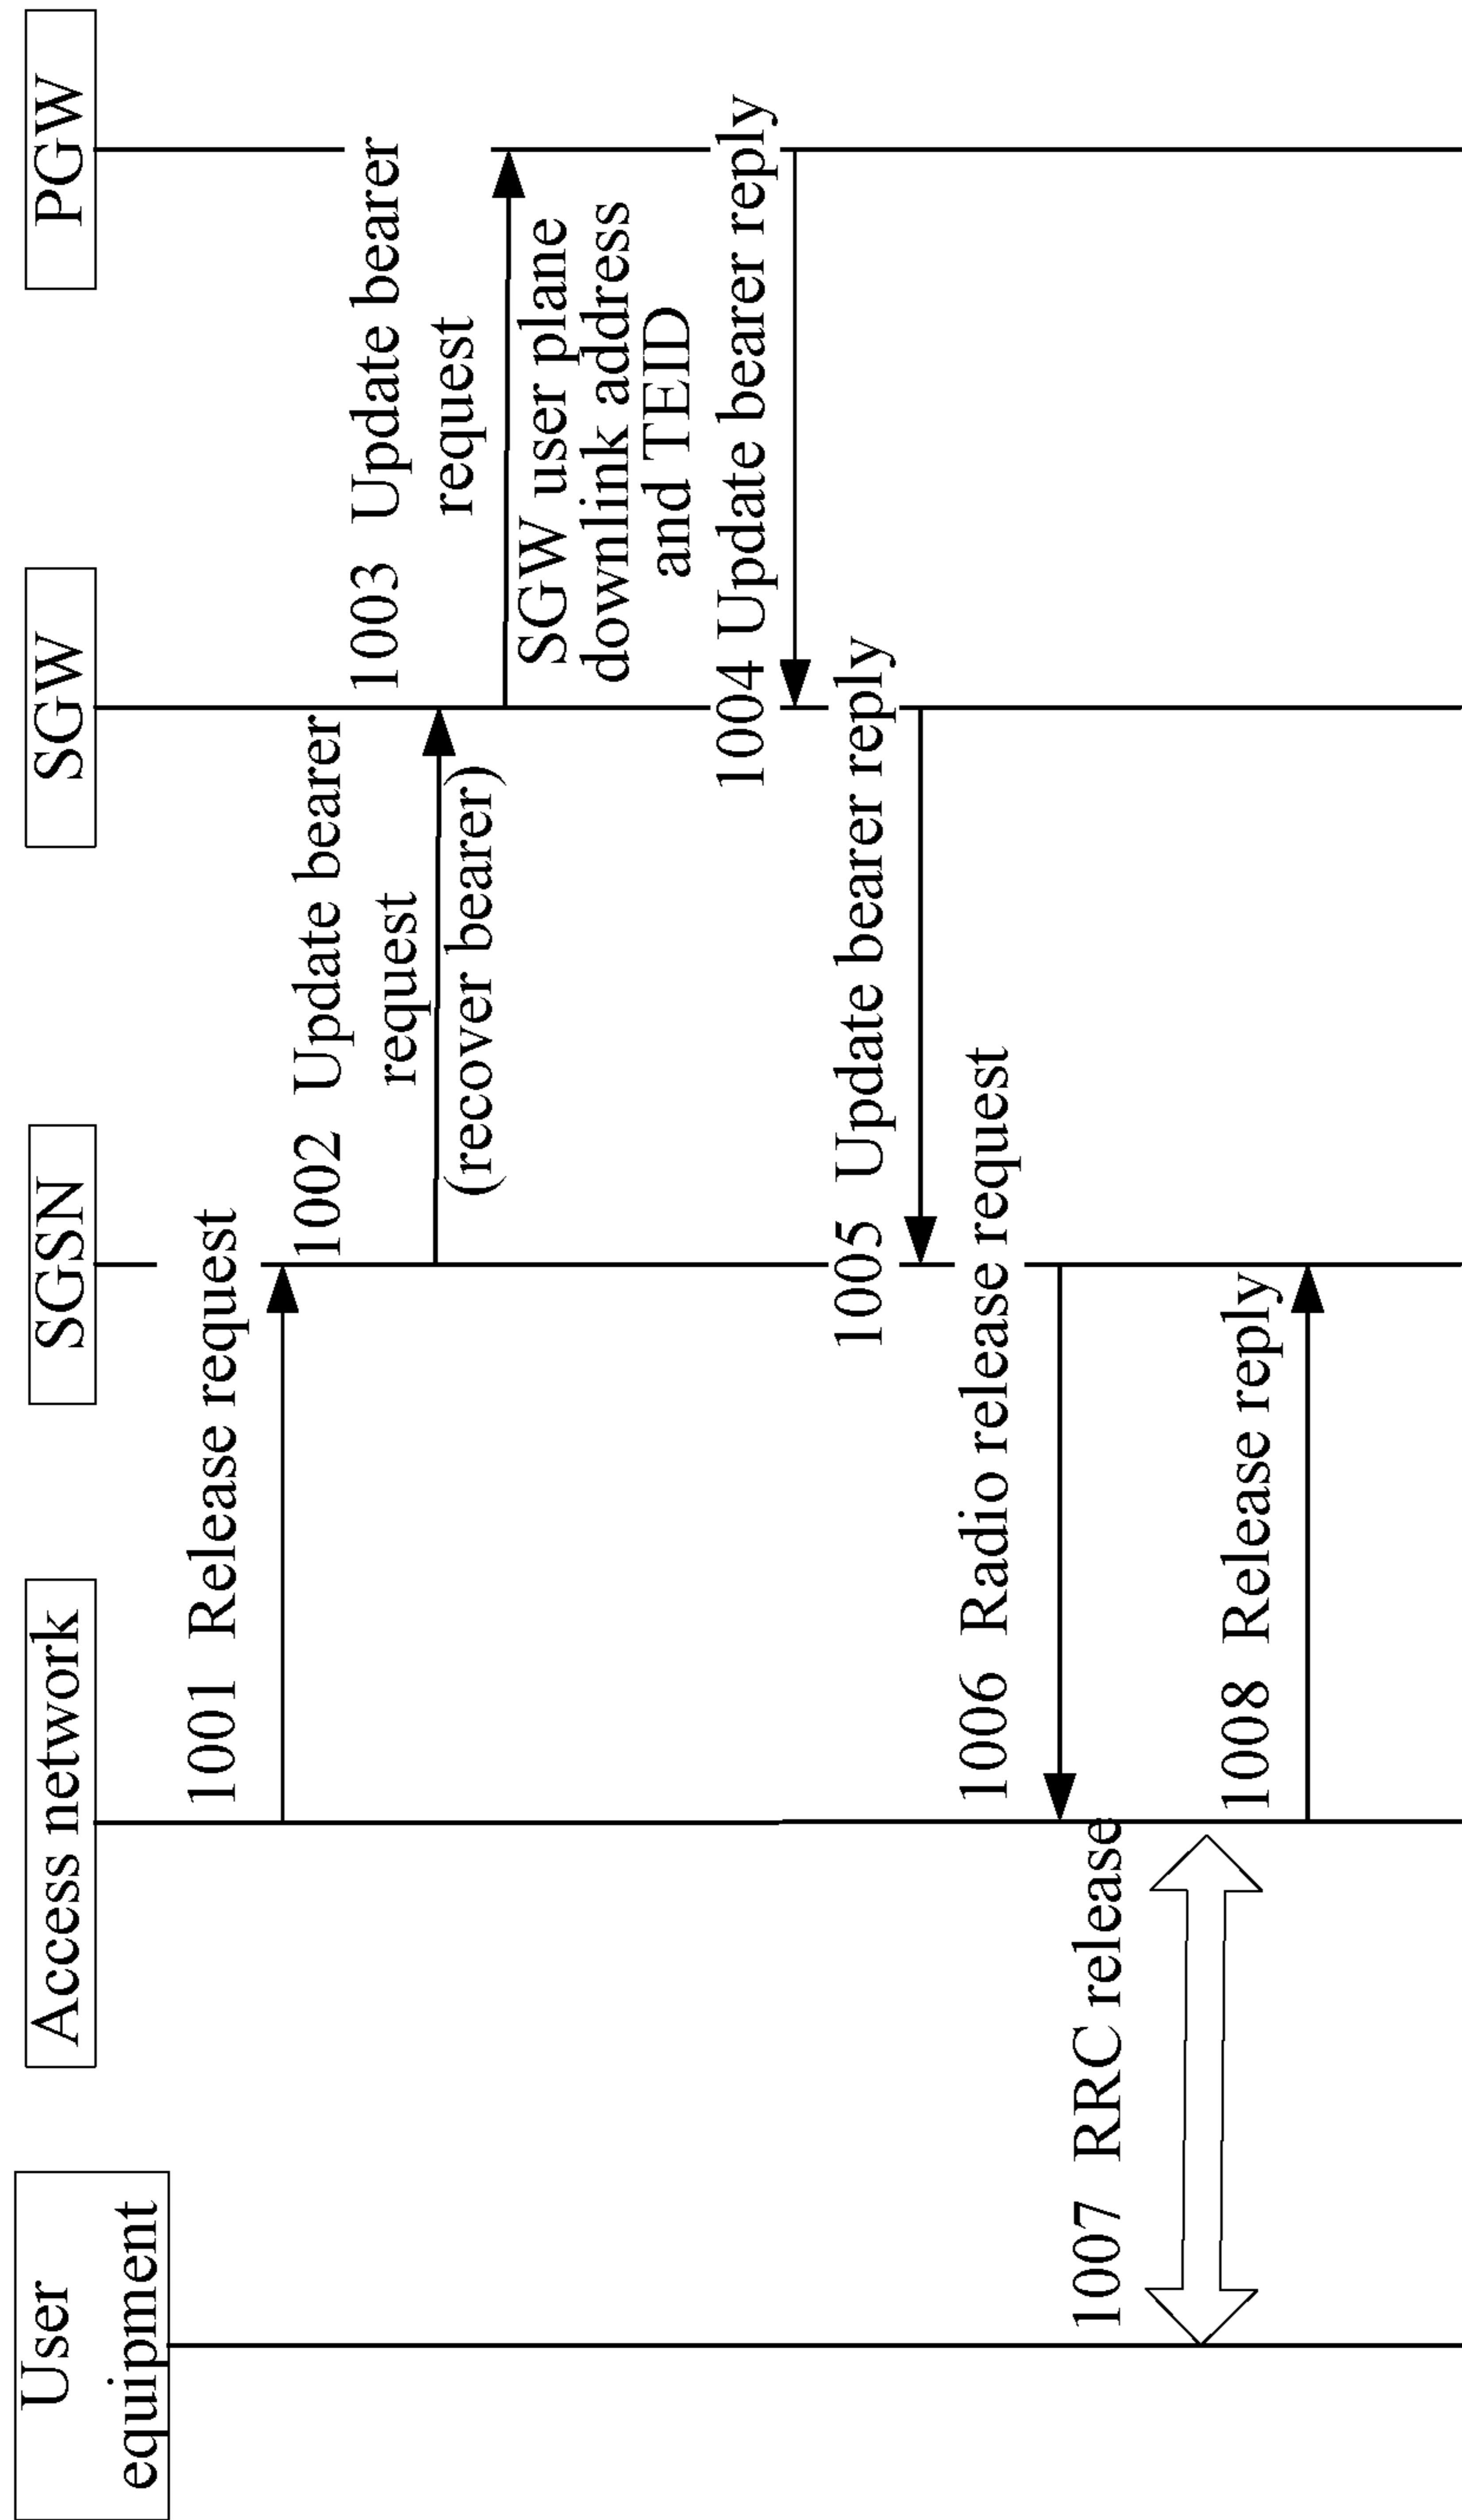 User
equipment
Access network
SGSN
SGW
PGW
1001 Release request
1002 Update bearer
request
(recover bearer)
1003 Update bearer
request
SGW user plane
downlink address
and TEID
1004 Update bearer reply
1005 Update bearer reply
1006 Radio release request
1007 RRC release
1008 Release reply